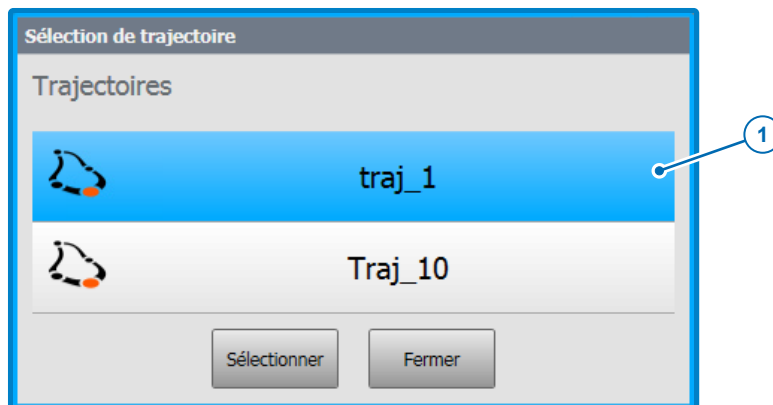 Sélection de trajectoire
Trajectoires
traj_1
1
Traj_10
Sélectionner Fermer